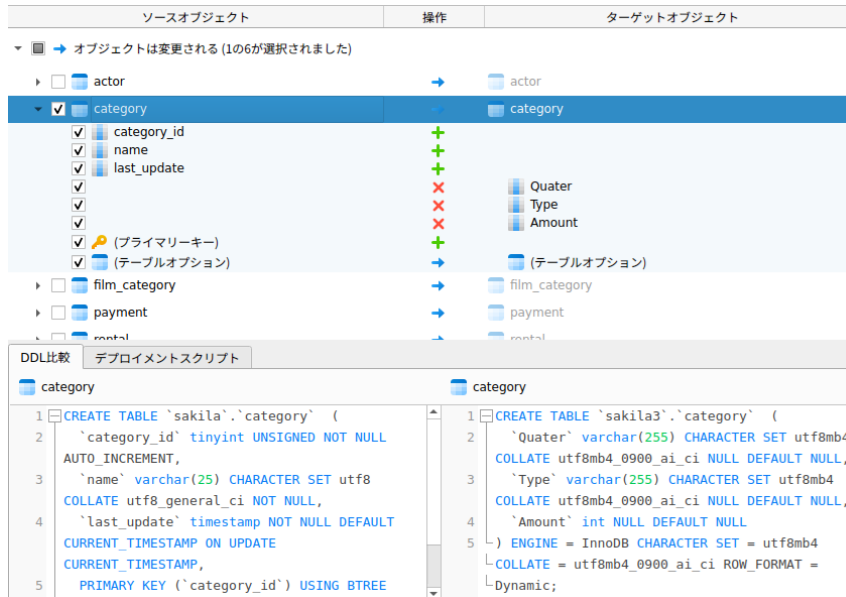 ソースオブジェクト 操作 ターゲットオブジェクト
オブジェクトは変更される (1の6が選択されました)
actor actor
category category
category_id
name
last_update
Quater
Type
Amount
(プライマリーキー)
(テーブルオプション) (テーブルオプション)
film_category film_category
payment payment
rental rental
DDL比較 デプロイメントスクリプト
category
1 CREATE TABLE `sakila`.`category` (
2 `category_id` tinyint UNSIGNED NOT NULL
AUTO_INCREMENT,
3 `name` varchar(25) CHARACTER SET utf8
COLLATE utf8_general_ci NOT NULL,
4 `last_update` timestamp NOT NULL DEFAULT
CURRENT_TIMESTAMP ON UPDATE
CURRENT_TIMESTAMP,
5 PRIMARY KEY (`category_id`) USING BTREE
category
1 CREATE TABLE `sakila3`.`category` (
2 `Quater` varchar(255) CHARACTER SET utf8mb4
COLLATE utf8mb4_0900_ai_ci NULL DEFAULT NULL,
3 `Type` varchar(255) CHARACTER SET utf8mb4
COLLATE utf8mb4_0900_ai_ci NULL DEFAULT NULL,
4 `Amount` int NULL DEFAULT NULL
5 ) ENGINE = InnoDB CHARACTER SET = utf8mb4
COLLATE = utf8mb4_0900_ai_ci ROW_FORMAT =
Dynamic;